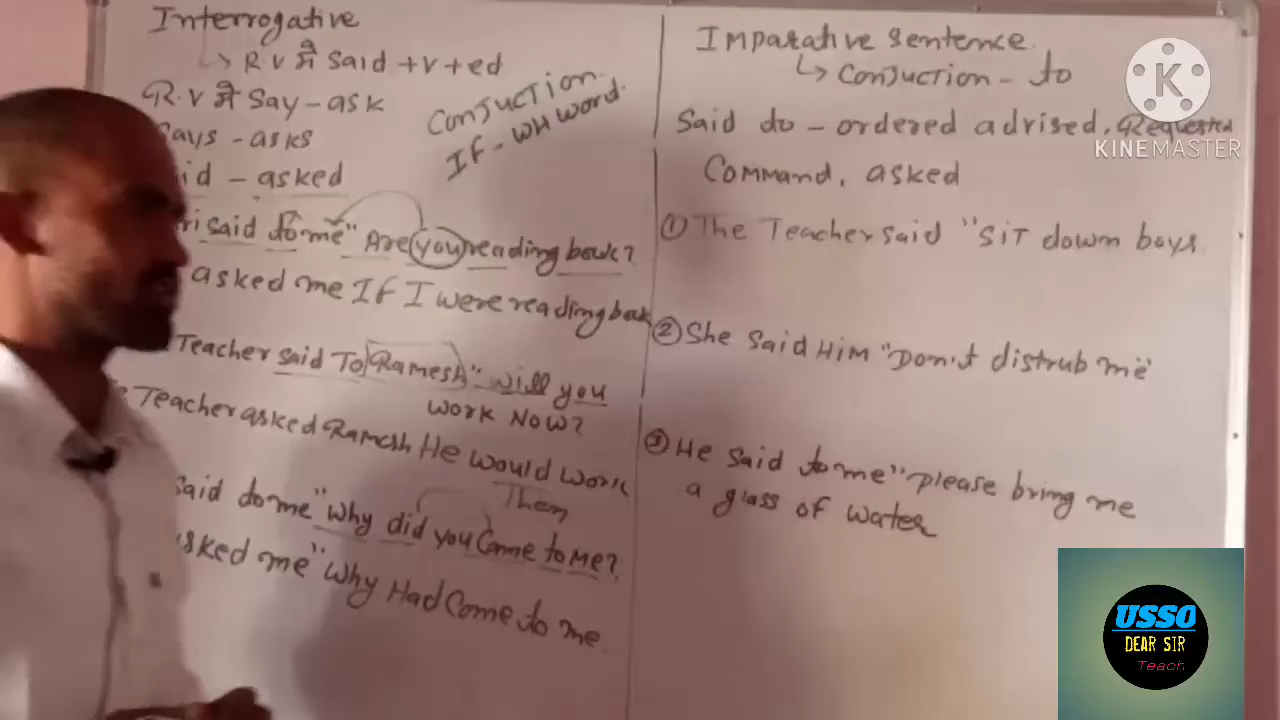 Interrogative
↳ R V में Said + V + ed
R.V में Say - ask
says - asks
id - asked
Conjuction.
If - WH word.
ri said to me" Are you reading book?
asked me If I were reading book
Teacher said To Ramesh" will you
work Now?
Teacher asked Ramesh He would work
Then
said to me "why did you Come to me?
asked me "why Had Come to me.
Imparative sentence.
↳ Conjuction - to
Said to - ordered advised, Requested
Command, asked
① The Teacher said "SiT down boys.
② She Said Him "Don't distrub me"
③ He said to me "please bring me
a glass of water
K
KINEMASTER
USSO
DEAR SIR
Teach